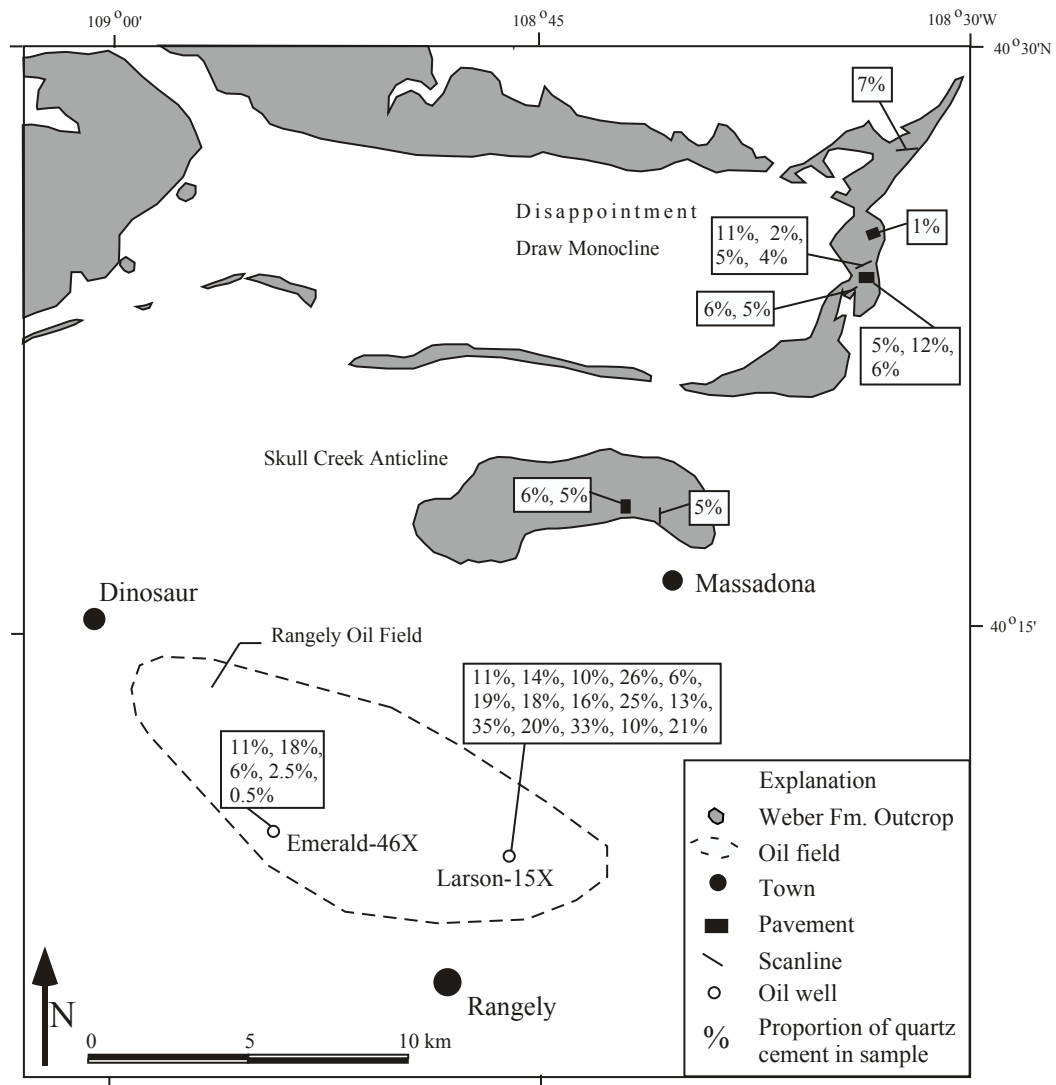 109 00'
108 °45
108 °30'W
40 °30'N
7%
Disappointment
Draw Monocline
11%, 2%,
5%, 4%
1%
6%, 5%
5%, 12%,
6%
Skull Creek Anticline
6%, 5%
5%
Massadona
Dinosaur
40 °15'
Rangely Oil Field
11%, 14%, 10%, 26%, 6%,
19%, 18%, 16%, 25%, 13%,
35%, 20%, 33%, 10%, 21%
11%, 18%,
6%, 2.5%,
0.5%
Emerald-46X
Larson-15X
Rangely
N
0 5 10 km
Explanation
Weber Fm. Outcrop
Oil field
Town
Pavement
Scanline
Oil well
% Proportion of quartz
cement in sample